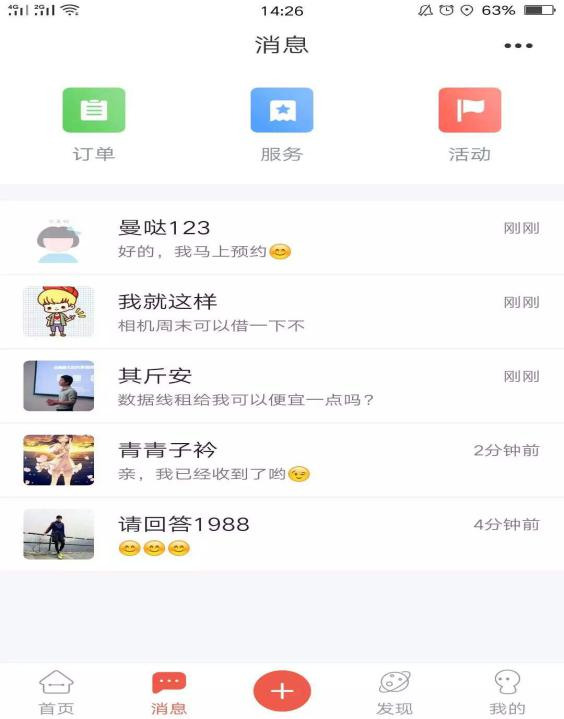 4G 2G 14:26 63%
消息
订单 服务 活动
曼哒123 刚刚
好的，我马上预约😊
我就这样 刚刚
相机周末可以借一下不
其斤安 刚刚
数据线租给我可以便宜一点吗?
青青子衿 2分钟前
亲，我已经收到了哟😉
请回答1988 4分钟前
😊😊😊
首页 消息 发现 我的